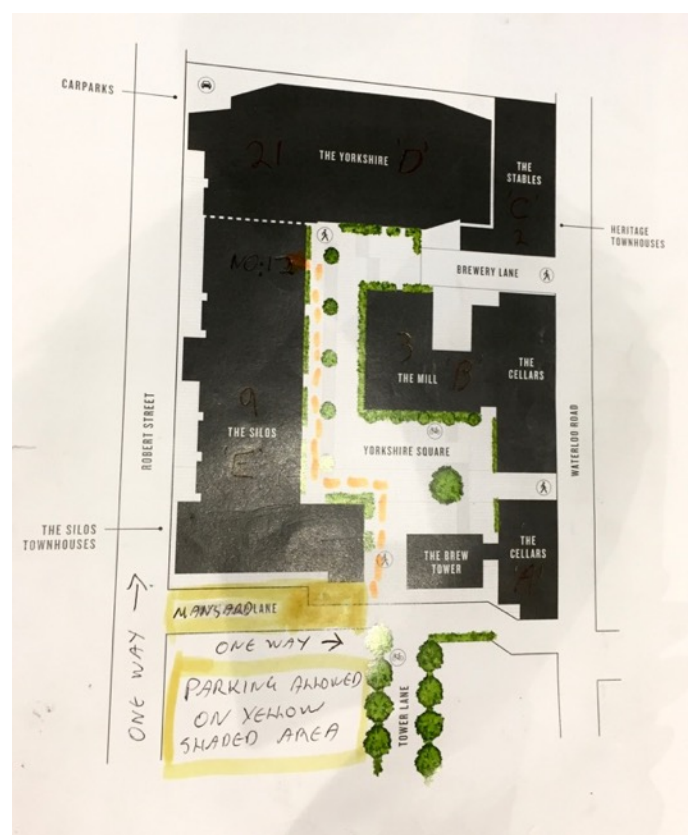 CARPARKS
21 THE YORKSHIRE 'D'
THE
STABLES
'C'
2
HERITAGE
TOWNHOUSES
BREWERY LANE
NO:1
3
THE MILL 'B'
THE
CELLARS
9
THE SILOS
'E'
ROBERT STREET
YORKSHIRE SQUARE
WATERLOO ROAD
THE SILOS
TOWNHOUSES
THE BREW
TOWER
THE
CELLARS
'A'
MANSARD LANE
ONE WAY →
ONE WAY →
PARKING ALLOWED
ON YELLOW
SHADED AREA
TOWER LANE